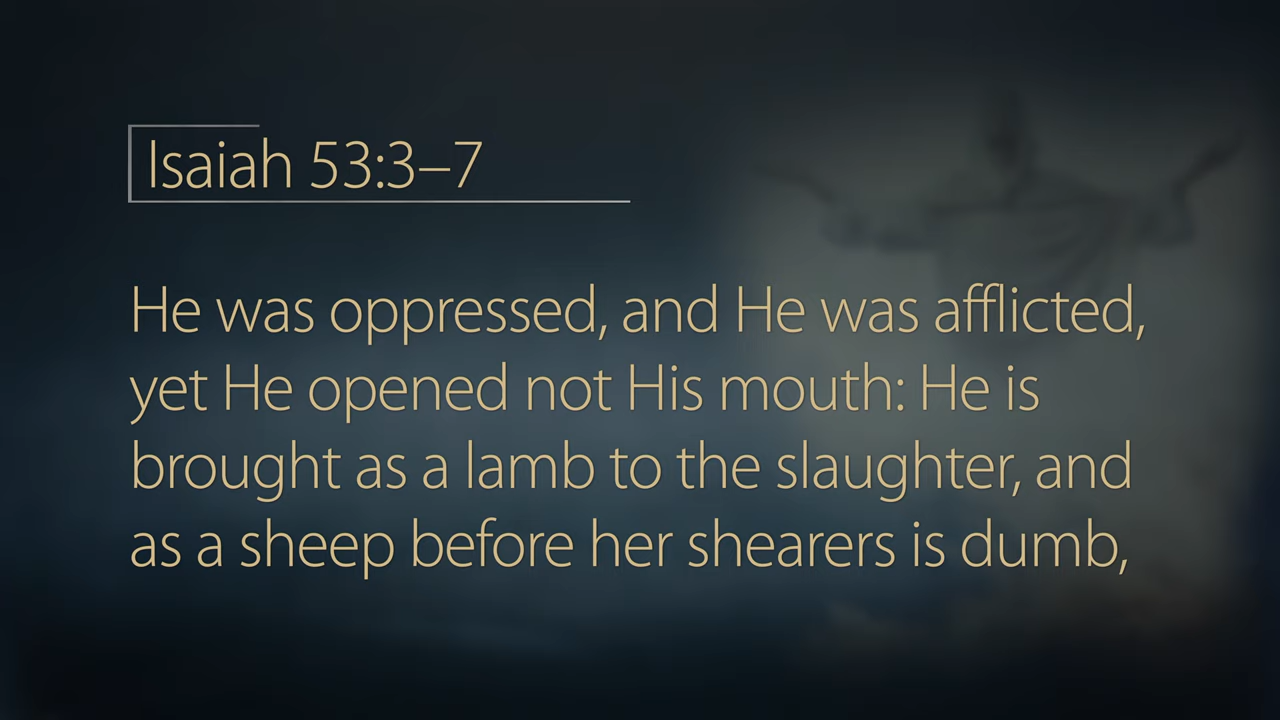 Isaiah 53:3–7
He was oppressed, and He was afflicted,
yet He opened not His mouth: He is
brought as a lamb to the slaughter, and
as a sheep before her shearers is dumb,